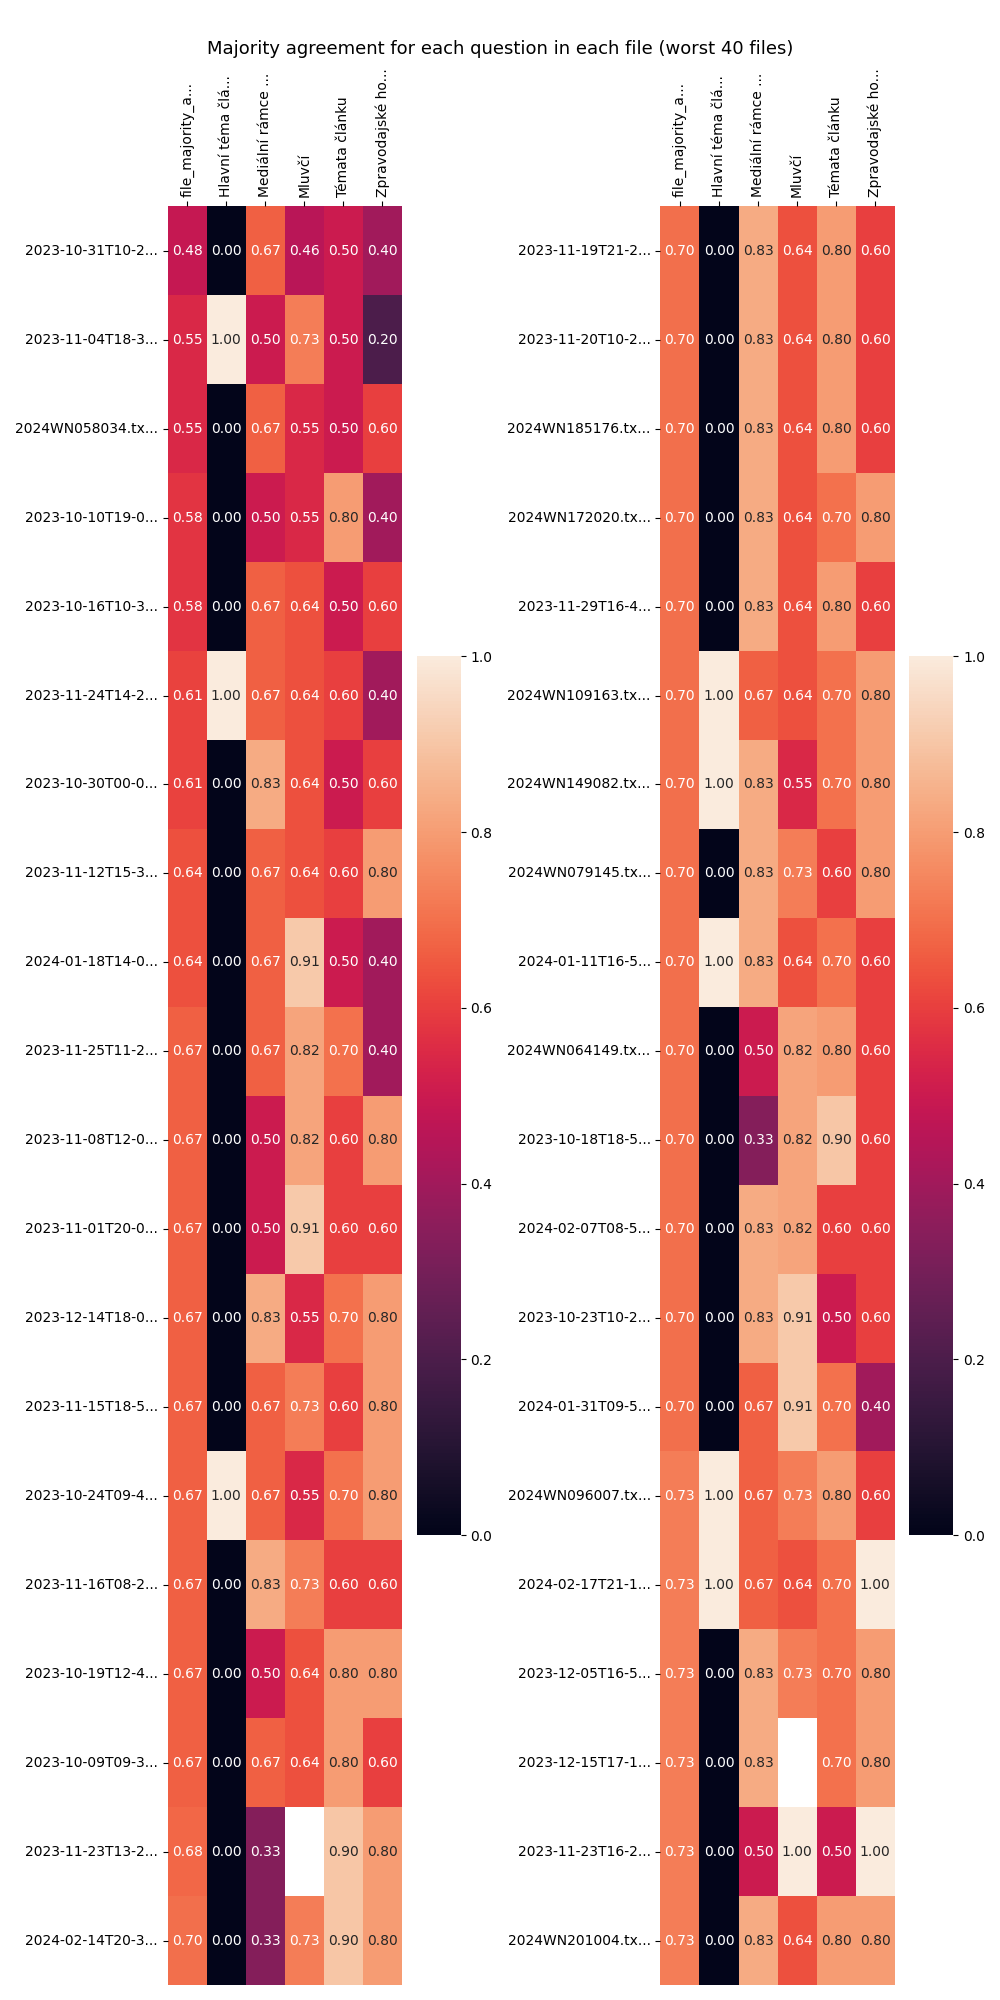 Majority agreement for each question in each file (worst 40 files)
file_majority_a... Hlavní téma člá... Mediální rámce ... Mluvčí Témata článku Zpravodajské ho...
2023-10-31T10-2... 0.48 0.00 0.67 0.46 0.50 0.40
2023-11-04T18-3... 0.55 1.00 0.50 0.73 0.50 0.20
2024WN058034.tx... 0.55 0.00 0.67 0.55 0.50 0.60
2023-10-10T19-0... 0.58 0.00 0.50 0.55 0.80 0.40
2023-10-16T10-3... 0.58 0.00 0.67 0.64 0.50 0.60
2023-11-24T14-2... 0.61 1.00 0.67 0.64 0.60 0.40
2023-10-30T00-0... 0.61 0.00 0.83 0.64 0.50 0.60
2023-11-12T15-3... 0.64 0.00 0.67 0.64 0.60 0.80
2024-01-18T14-0... 0.64 0.00 0.67 0.91 0.50 0.40
2023-11-25T11-2... 0.67 0.00 0.67 0.82 0.70 0.40
2023-11-08T12-0... 0.67 0.00 0.50 0.82 0.60 0.80
2023-11-01T20-0... 0.67 0.00 0.50 0.91 0.60 0.60
2023-12-14T18-0... 0.67 0.00 0.83 0.55 0.70 0.80
2023-11-15T18-5... 0.67 0.00 0.67 0.73 0.60 0.80
2023-10-24T09-4... 0.67 1.00 0.67 0.55 0.70 0.80
2023-11-16T08-2... 0.67 0.00 0.83 0.73 0.60 0.60
2023-10-19T12-4... 0.67 0.00 0.50 0.64 0.80 0.80
2023-10-09T09-3... 0.67 0.00 0.67 0.64 0.80 0.60
2023-11-23T13-2... 0.68 0.00 0.33 0.90 0.80
2024-02-14T20-3... 0.70 0.00 0.33 0.73 0.90 0.80
1.0
0.8
0.6
0.4
0.2
0.0
file_majority_a... Hlavní téma člá... Mediální rámce ... Mluvčí Témata článku Zpravodajské ho...
2023-11-19T21-2... 0.70 0.00 0.83 0.64 0.80 0.60
2023-11-20T10-2... 0.70 0.00 0.83 0.64 0.80 0.60
2024WN185176.tx... 0.70 0.00 0.83 0.64 0.80 0.60
2024WN172020.tx... 0.70 0.00 0.83 0.64 0.70 0.80
2023-11-29T16-4... 0.70 0.00 0.83 0.64 0.80 0.60
2024WN109163.tx... 0.70 1.00 0.67 0.64 0.70 0.80
2024WN149082.tx... 0.70 1.00 0.83 0.55 0.70 0.80
2024WN079145.tx... 0.70 0.00 0.83 0.73 0.60 0.80
2024-01-11T16-5... 0.70 1.00 0.83 0.64 0.70 0.60
2024WN064149.tx... 0.70 0.00 0.50 0.82 0.80 0.60
2023-10-18T18-5... 0.70 0.00 0.33 0.82 0.90 0.60
2024-02-07T08-5... 0.70 0.00 0.83 0.82 0.60 0.60
2023-10-23T10-2... 0.70 0.00 0.83 0.91 0.50 0.60
2024-01-31T09-5... 0.70 0.00 0.67 0.91 0.70 0.40
2024WN096007.tx... 0.73 1.00 0.67 0.73 0.80 0.60
2024-02-17T21-1... 0.73 1.00 0.67 0.64 0.70 1.00
2023-12-05T16-5... 0.73 0.00 0.83 0.73 0.70 0.80
2023-12-15T17-1... 0.73 0.00 0.83 0.70 0.80
2023-11-23T16-2... 0.73 0.00 0.50 1.00 0.50 1.00
2024WN201004.tx... 0.73 0.00 0.83 0.64 0.80 0.80
1.0
0.8
0.6
0.4
0.2
0.0